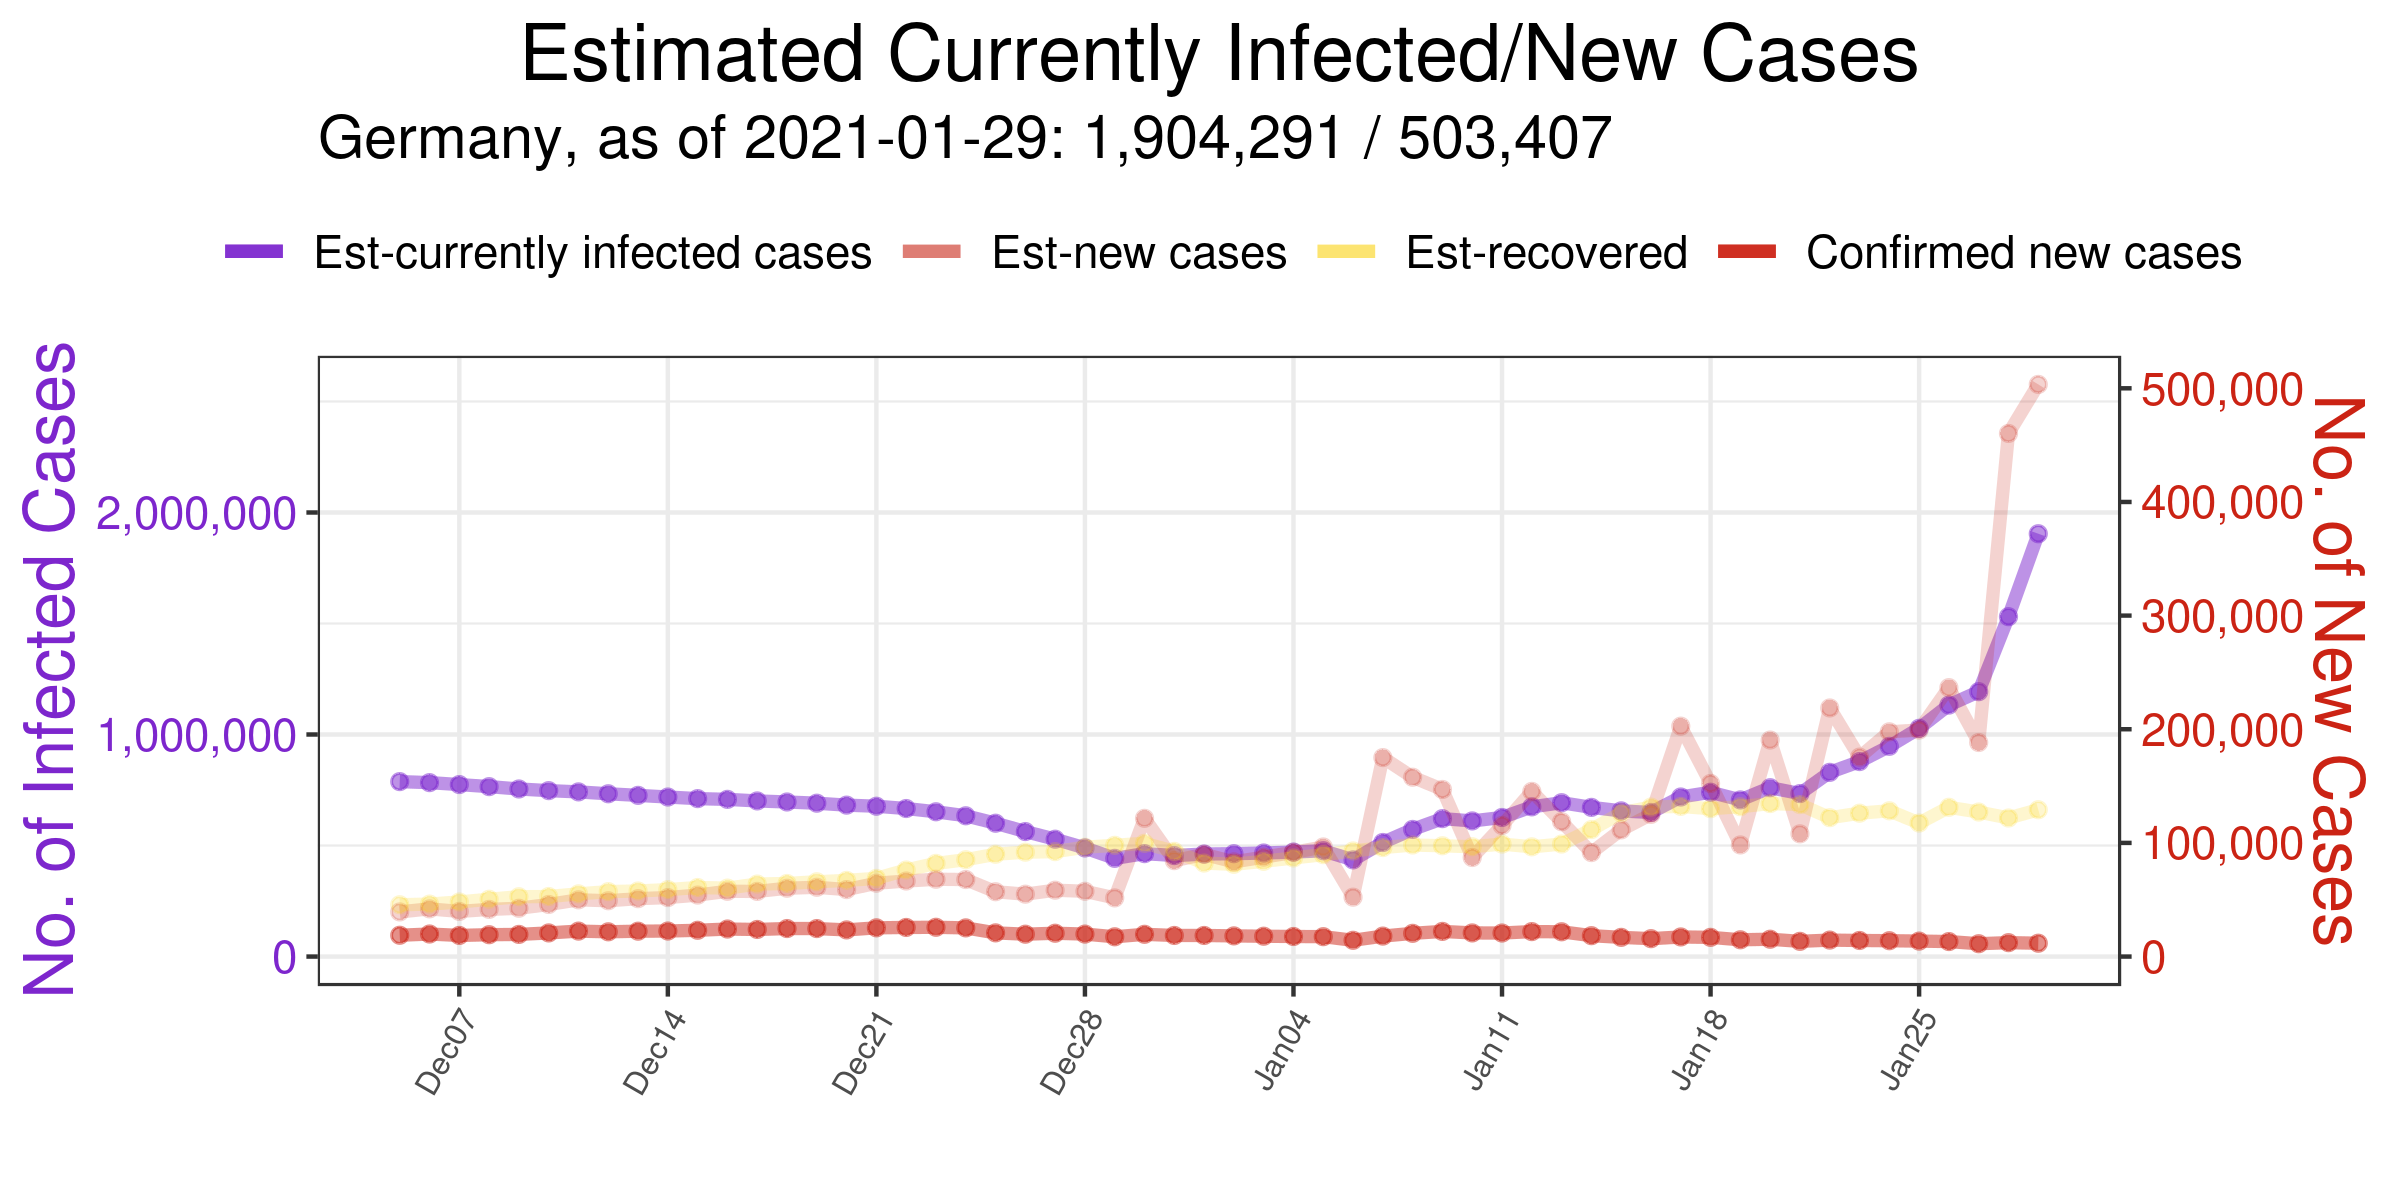 Estimated Currently Infected/New Cases
Germany, as of 2021-01-29: 1,904,291 / 503,407
Est-currently infected cases Est-new cases Est-recovered Confirmed new cases
No. of Infected Cases
2,000,000
1,000,000
0
500,000
400,000
300,000
200,000
100,000
0
No. of New Cases
Dec07 Dec14 Dec21 Dec28 Jan04 Jan11 Jan18 Jan25